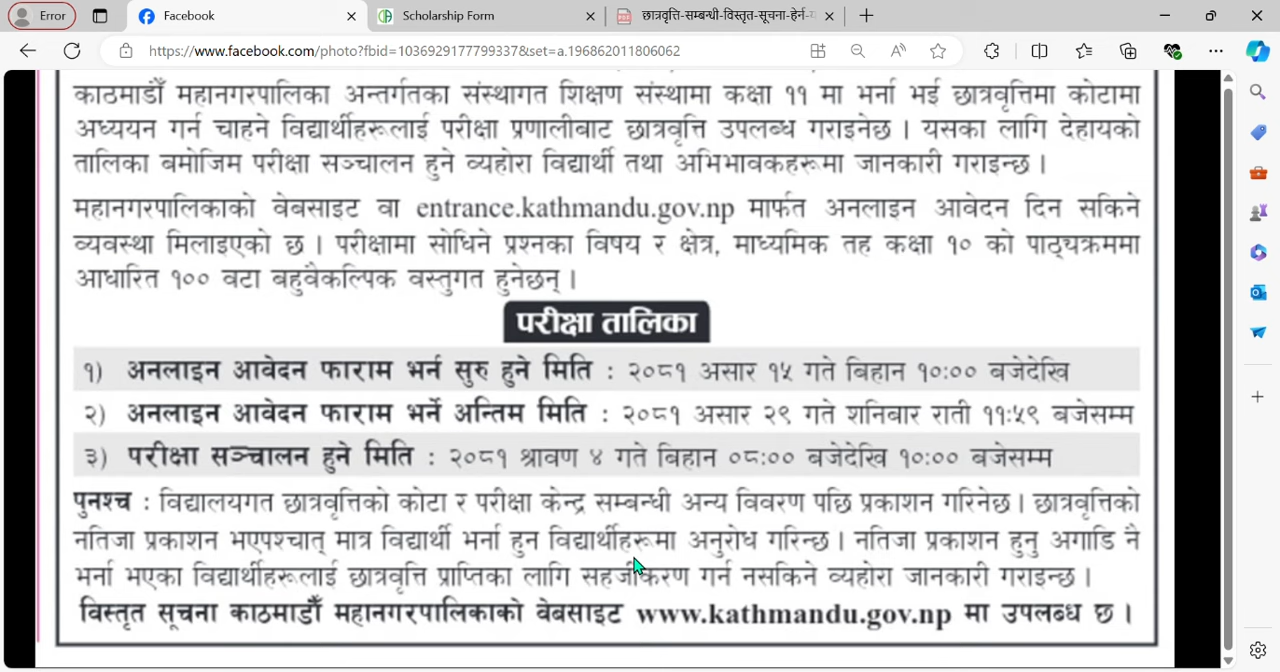 Error
Facebook
Scholarship Form
छात्रवृत्ति-सम्बन्धी-विस्तृत-सूचना-हेर्न-य
https://www.facebook.com/photo?fbid=1036929177799337&set=a.196862011806062
काठमाडौँ महानगरपालिका अन्तर्गतका संस्थागत शिक्षण संस्थामा कक्षा ११ मा भर्ना भई छात्रवृत्तिमा कोटामा
अध्ययन गर्न चाहने विद्यार्थीहरूलाई परीक्षा प्रणालीबाट छात्रवृत्ति उपलब्ध गराइनेछ । यसका लागि देहायको
तालिका बमोजिम परीक्षा सञ्चालन हुने व्यहोरा विद्यार्थी तथा अभिभावकहरूमा जानकारी गराइन्छ ।
महानगरपालिकाको वेबसाइट वा entrance.kathmandu.gov.np मार्फत अनलाइन आवेदन दिन सकिने
व्यवस्था मिलाइएको छ । परीक्षामा सोधिने प्रश्नका विषय र क्षेत्र, माध्यमिक तह कक्षा १० को पाठ्यक्रममा
आधारित १०० वटा बहुवैकल्पिक वस्तुगत हुनेछन् ।
परीक्षा तालिका
१) अनलाइन आवेदन फाराम भर्न सुरु हुने मिति : २०८१ असार १५ गते बिहान १०:०० बजेदेखि
२) अनलाइन आवेदन फाराम भर्ने अन्तिम मिति : २०८१ असार २९ गते शनिबार राती ११:५९ बजेसम्म
३) परीक्षा सञ्चालन हुने मिति : २०८१ श्रावण ४ गते बिहान ०८:०० बजेदेखि १०:०० बजेसम्म
पुनश्च : विद्यालयगत छात्रवृत्तिको कोटा र परीक्षा केन्द्र सम्बन्धी अन्य विवरण पछि प्रकाशन गरिनेछ । छात्रवृत्तिको
नतिजा प्रकाशन भएपश्चात् मात्र विद्यार्थी भर्ना हुन विद्यार्थीहरूमा अनुरोध गरिन्छ । नतिजा प्रकाशन हुनु अगाडि नै
भर्ना भएका विद्यार्थीहरूलाई छात्रवृत्ति प्राप्तिका लागि सहजीकरण गर्न नसकिने व्यहोरा जानकारी गराइन्छ ।
विस्तृत सूचना काठमाडौँ महानगरपालिकाको वेबसाइट www.kathmandu.gov.np मा उपलब्ध छ ।